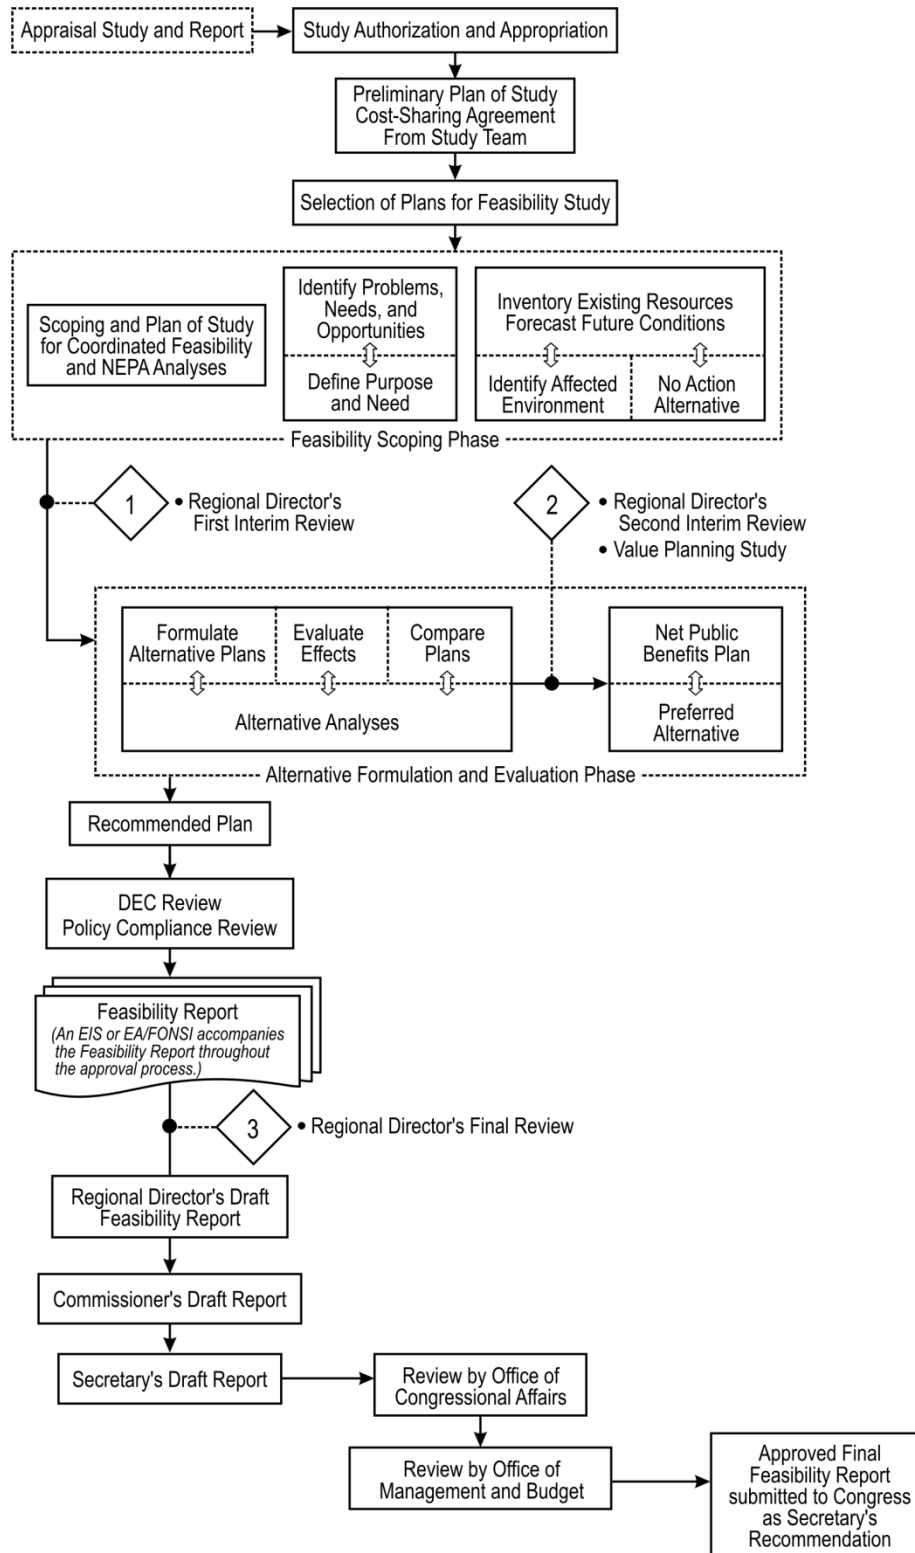 Appraisal Study and Report
Study Authorization and Appropriation
Preliminary Plan of Study
Cost-Sharing Agreement
From Study Team
Selection of Plans for Feasibility Study
Scoping and Plan of Study
for Coordinated Feasibility
and NEPA Analyses
Identify Problems,
Needs, and
Opportunities
Define Purpose
and Need
Inventory Existing Resources
Forecast Future Conditions
Identify Affected
Environment
No Action
Alternative
Feasibility Scoping Phase
1
• Regional Director's
First Interim Review
2
• Regional Director's
Second Interim Review
• Value Planning Study
Formulate
Alternative Plans
Evaluate
Effects
Compare
Plans
Alternative Analyses
Net Public
Benefits Plan
Preferred
Alternative
Alternative Formulation and Evaluation Phase
Recommended Plan
DEC Review
Policy Compliance Review
Feasibility Report
(An EIS or EA/FONSI accompanies
the Feasibility Report throughout
the approval process.)
3
• Regional Director's Final Review
Regional Director's Draft
Feasibility Report
Commissioner's Draft Report
Secretary's Draft Report
Review by Office of
Congressional Affairs
Review by Office of
Management and Budget
Approved Final
Feasibility Report
submitted to Congress
as Secretary's
Recommendation